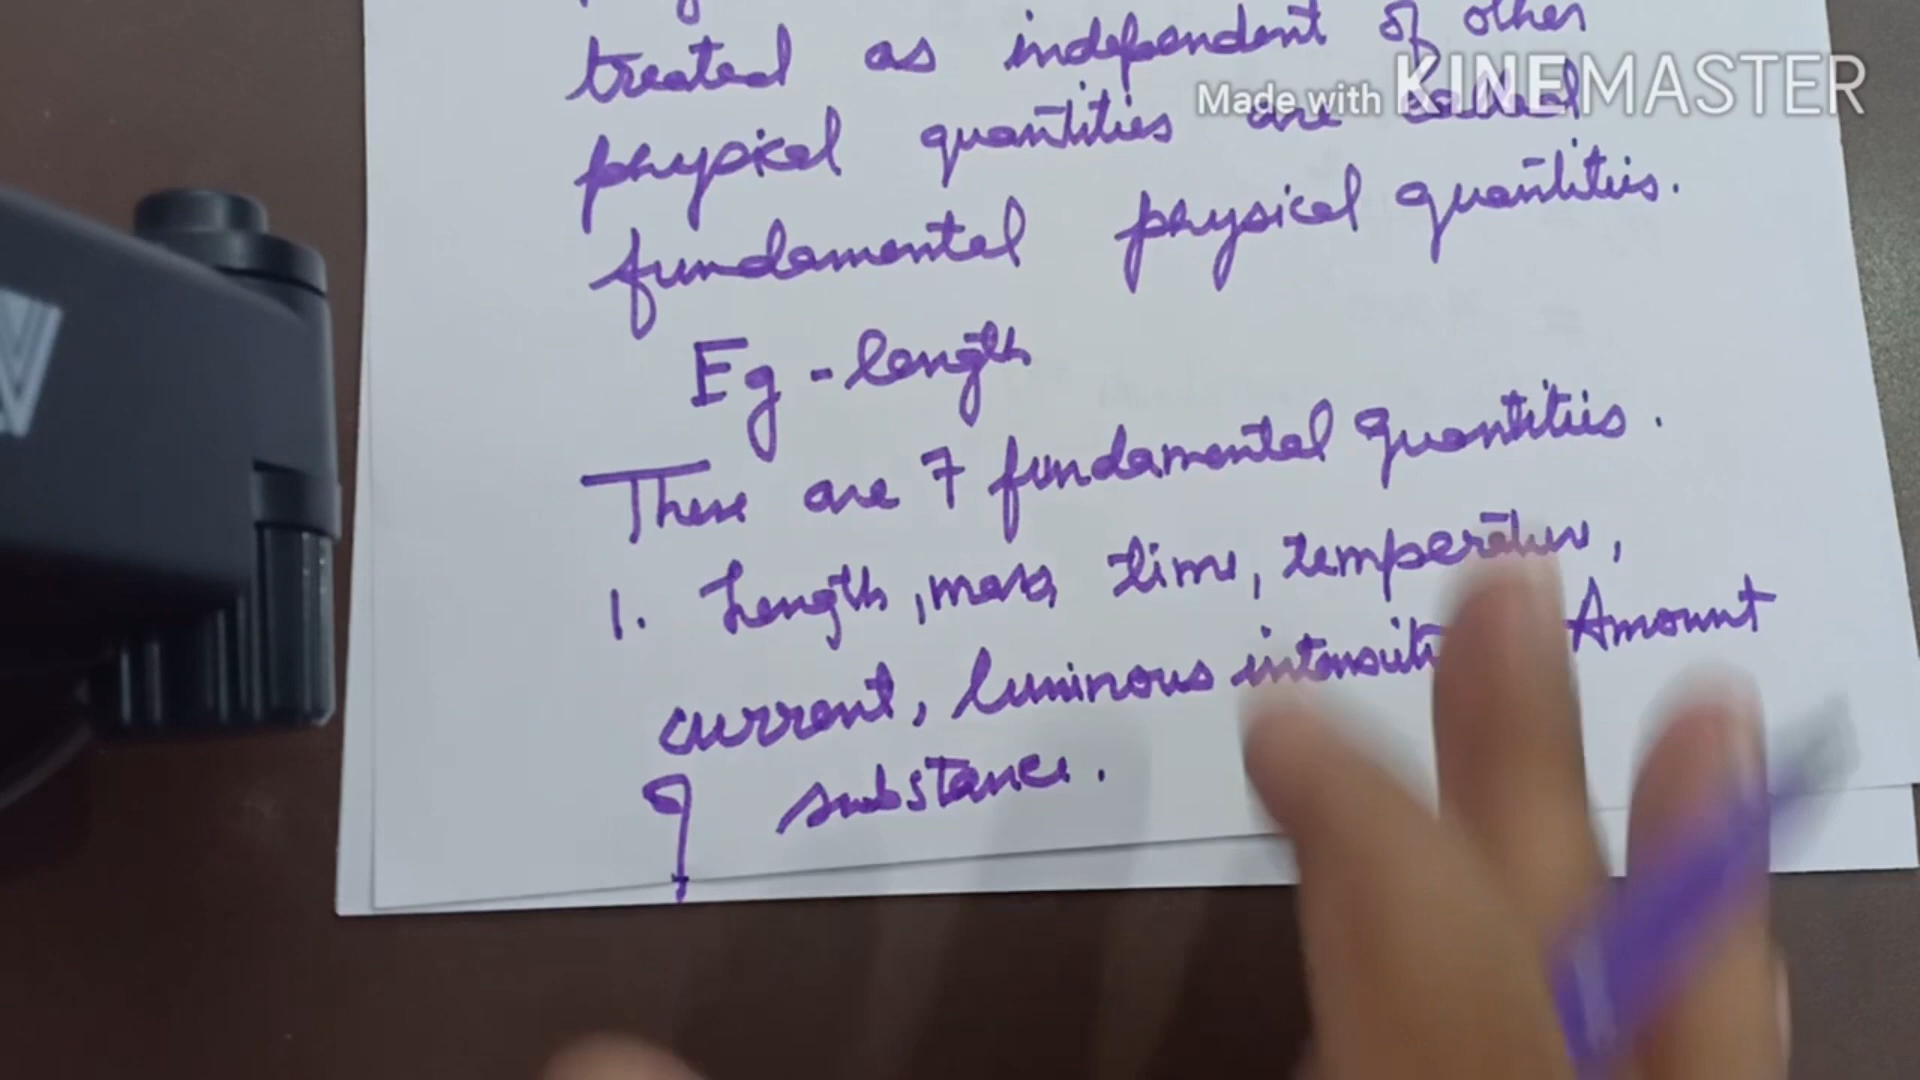 treated as independent of other
Made with KINEMASTER
physical quantities are called
fundamental physical quantities.
Eg - length
There are 7 fundamental quantities.
1. Length, mass, time, temperature,
current, luminous intensity Amount
of substance.